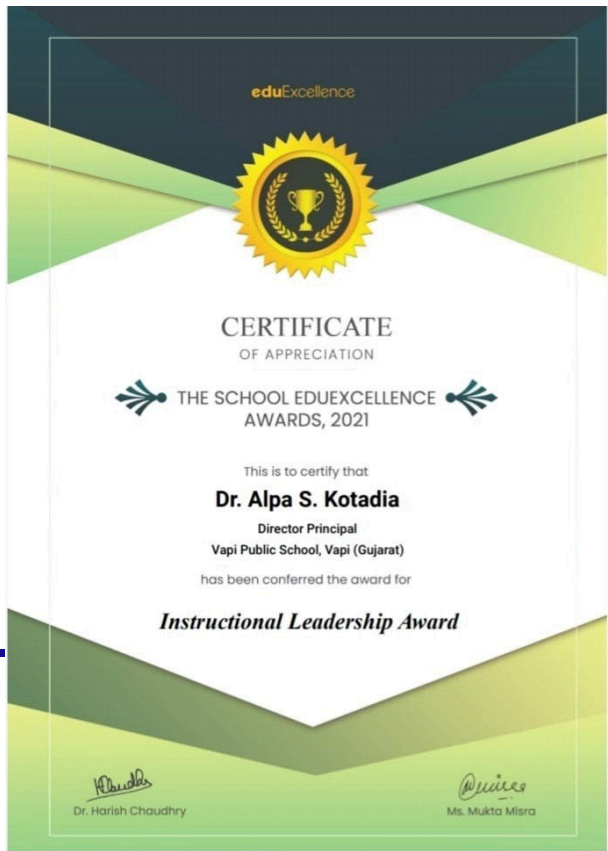 eduExcellence
CERTIFICATE
OF APPRECIATION
THE SCHOOL EDUEXCELLENCE
AWARDS, 2021
This is to certify that
Dr. Alpa S. Kotadia
Director Principal
Vapi Public School, Vapi (Gujarat)
has been conferred the award for
Instructional Leadership Award
Dr. Harish Chaudhry
Ms. Mukta Misra